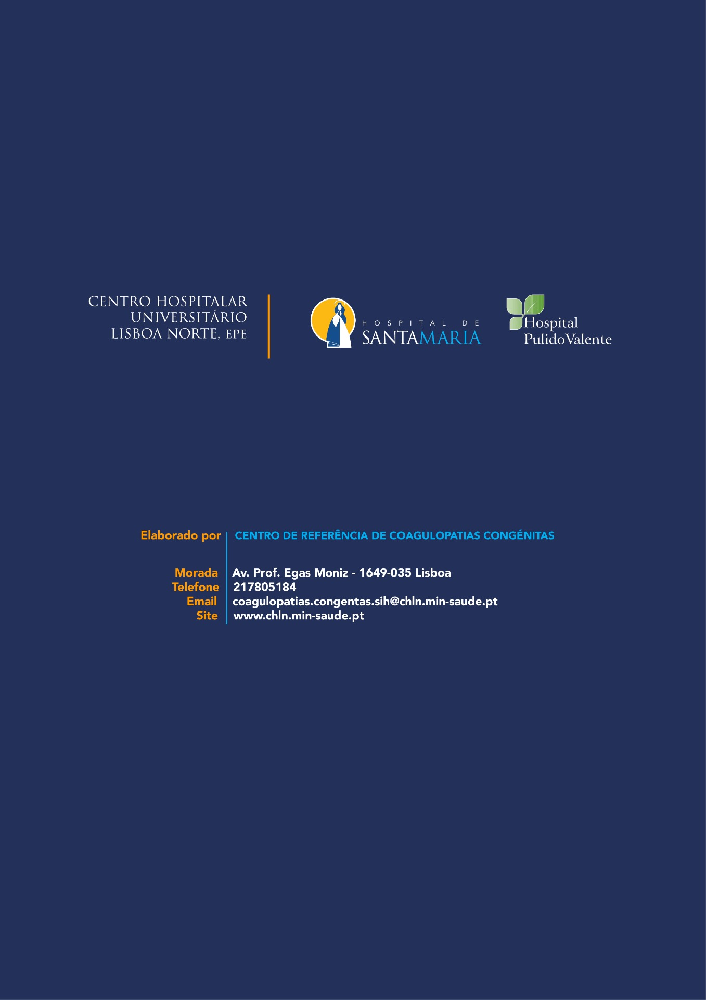 CENTRO HOSPITALAR
UNIVERSITÁRIO
LISBOA NORTE, EPE
HOSPITAL DE
SANTAMARIA
Hospital
PulidoValente
Elaborado por CENTRO DE REFERÊNCIA DE COAGULOPATIAS CONGÉNITAS
Morada Av. Prof. Egas Moniz - 1649-035 Lisboa
Telefone 217805184
Email coagulopatias.congentas.sih@chln.min-saude.pt
Site www.chln.min-saude.pt